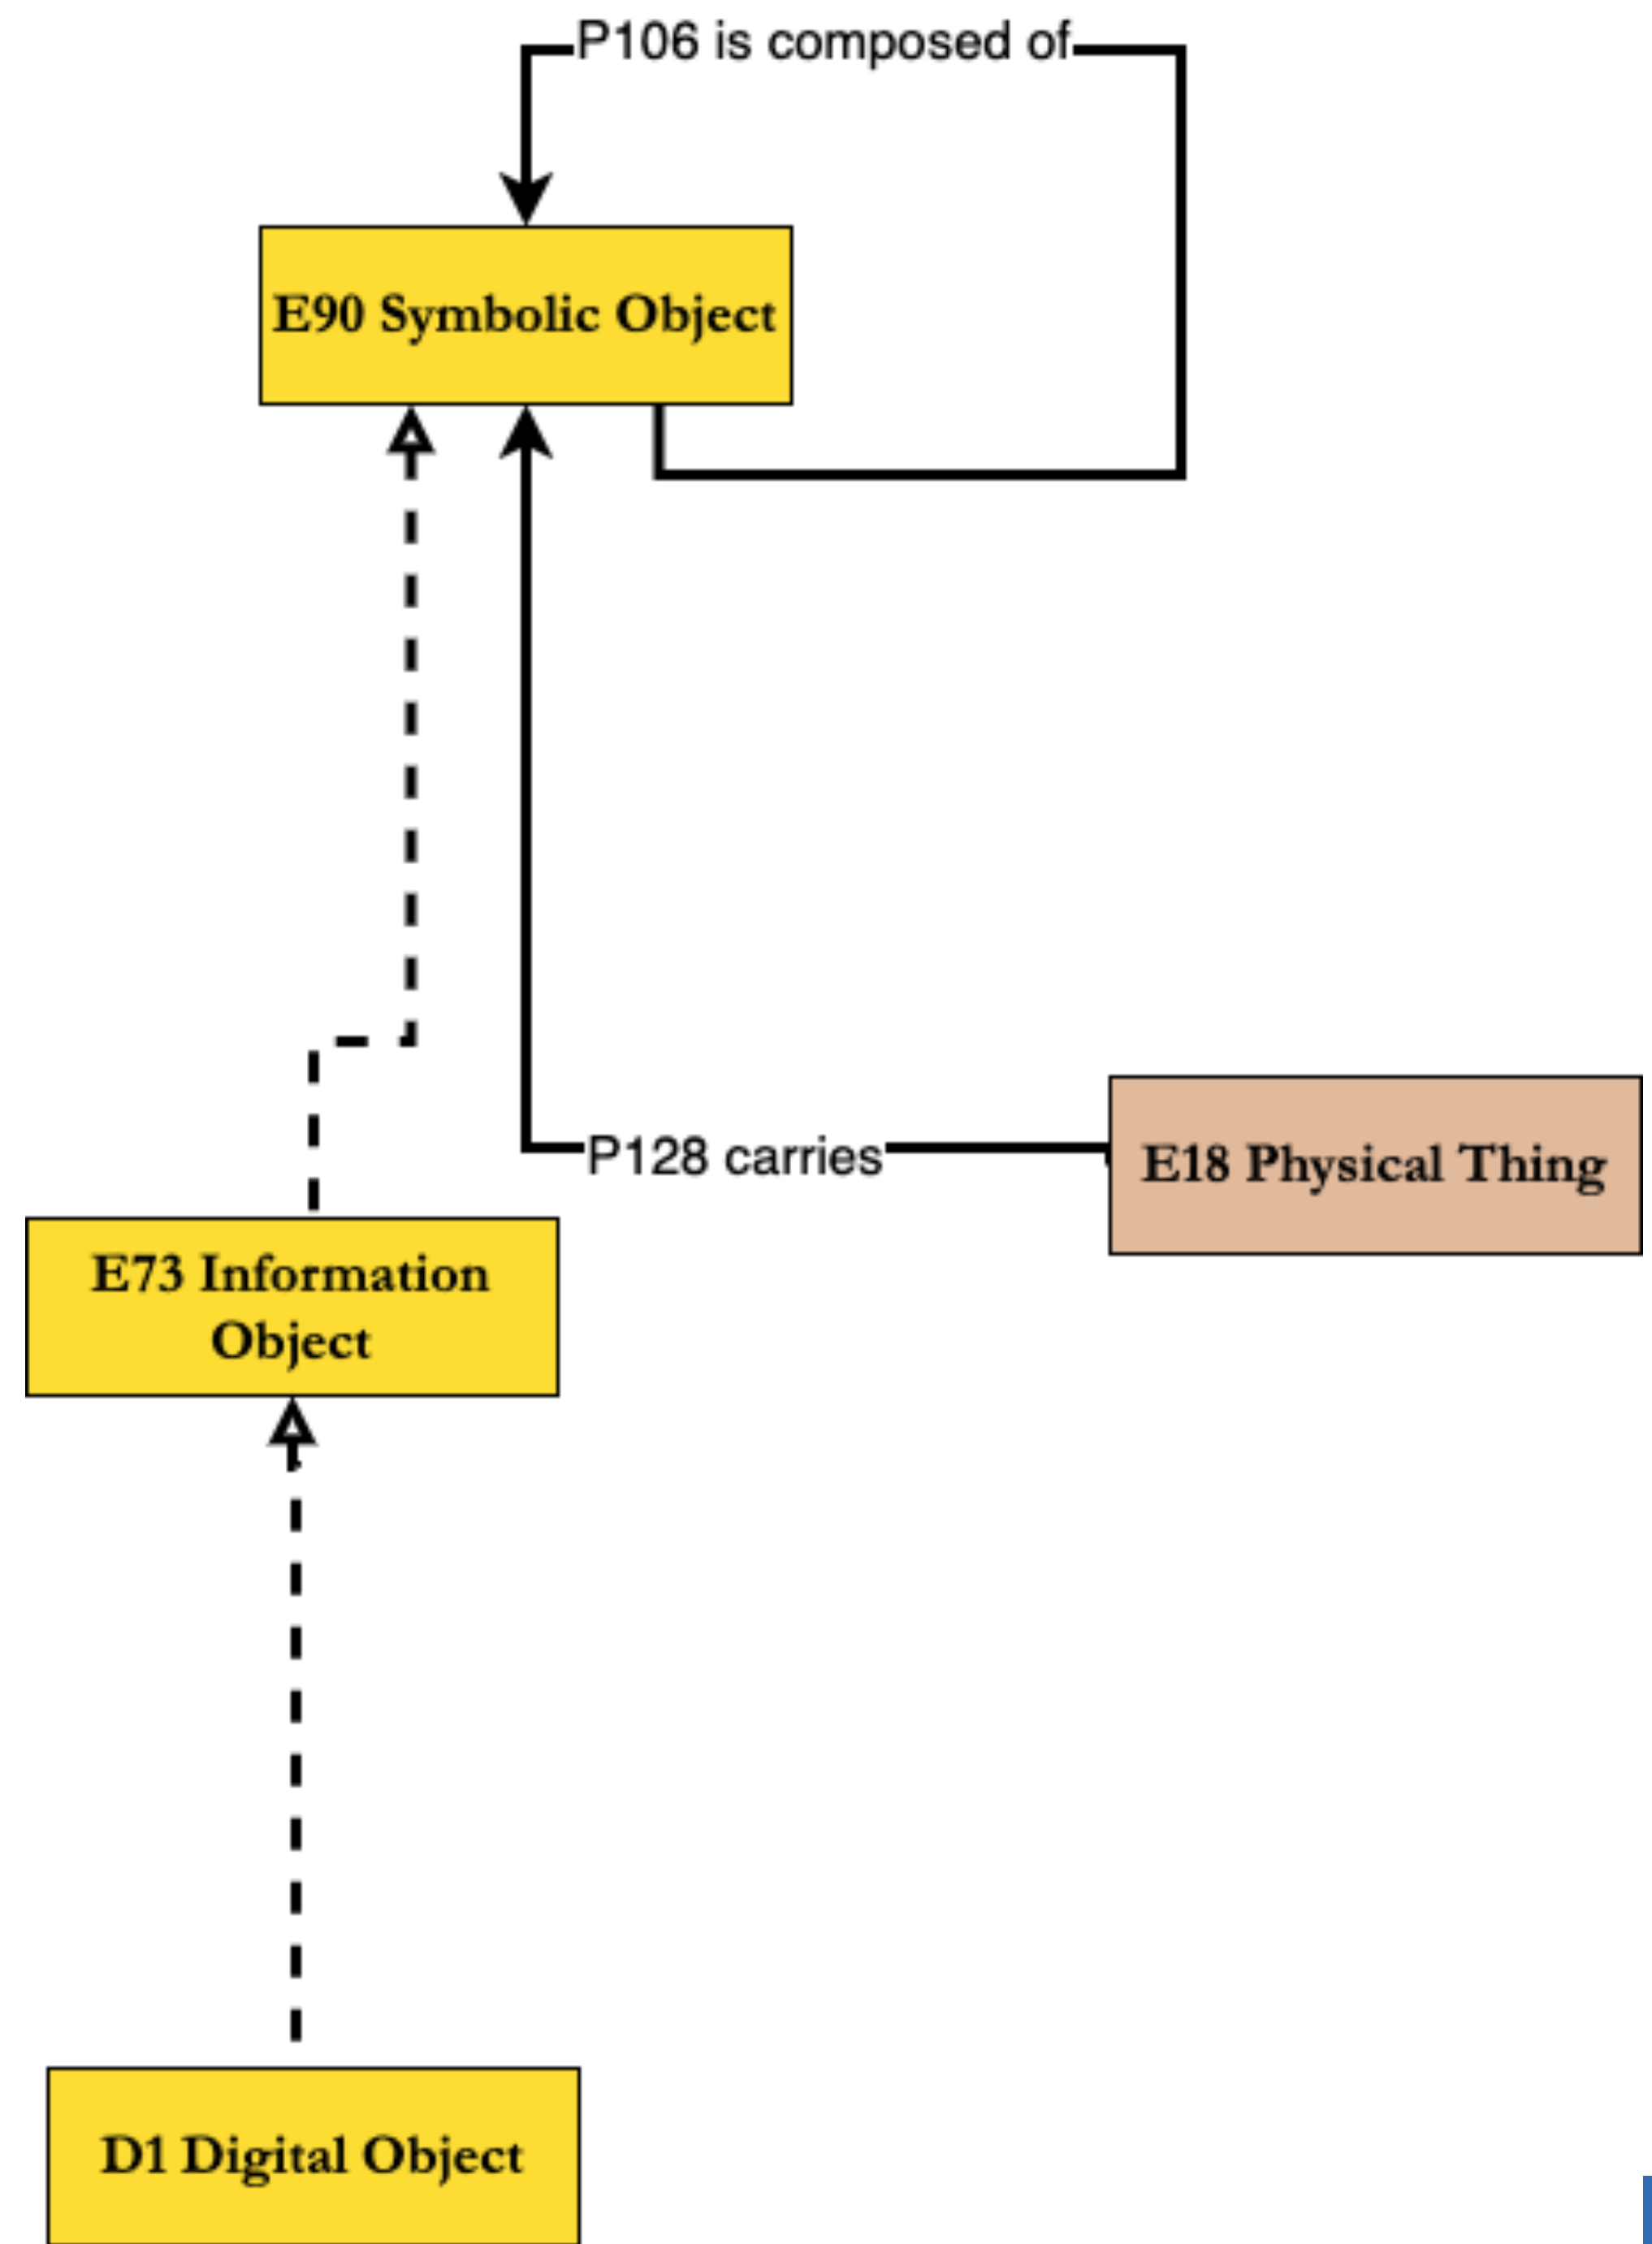 P106 is composed of
E90 Symbolic Object
P128 carries
E18 Physical Thing
E73 Information
Object
D1 Digital Object